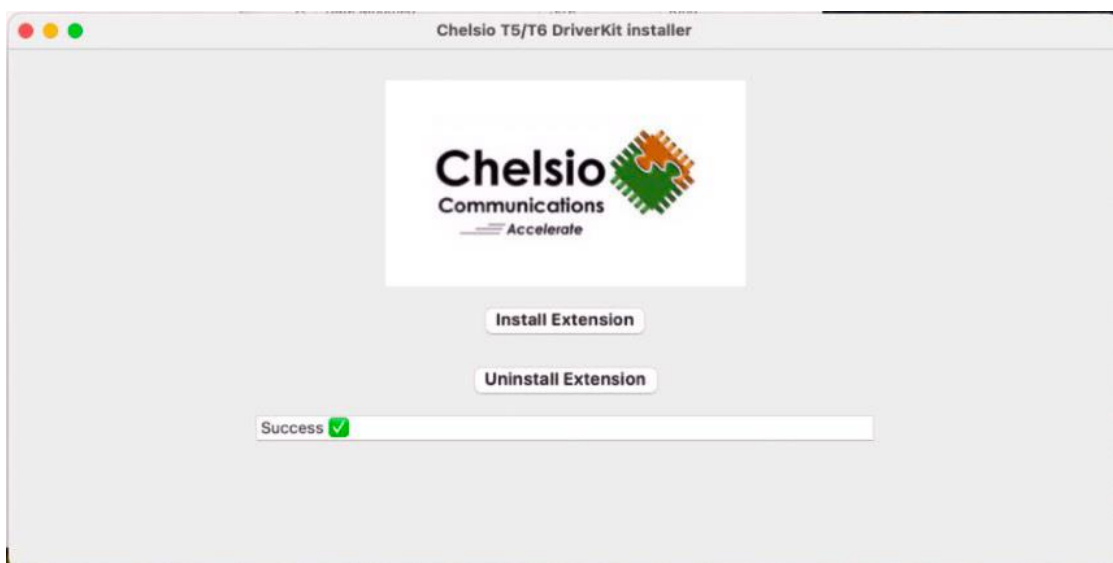 Chelsio T5/T6 DriverKit installer
Chelsio
Communications
Accelerate
Install Extension
Uninstall Extension
Success ✅